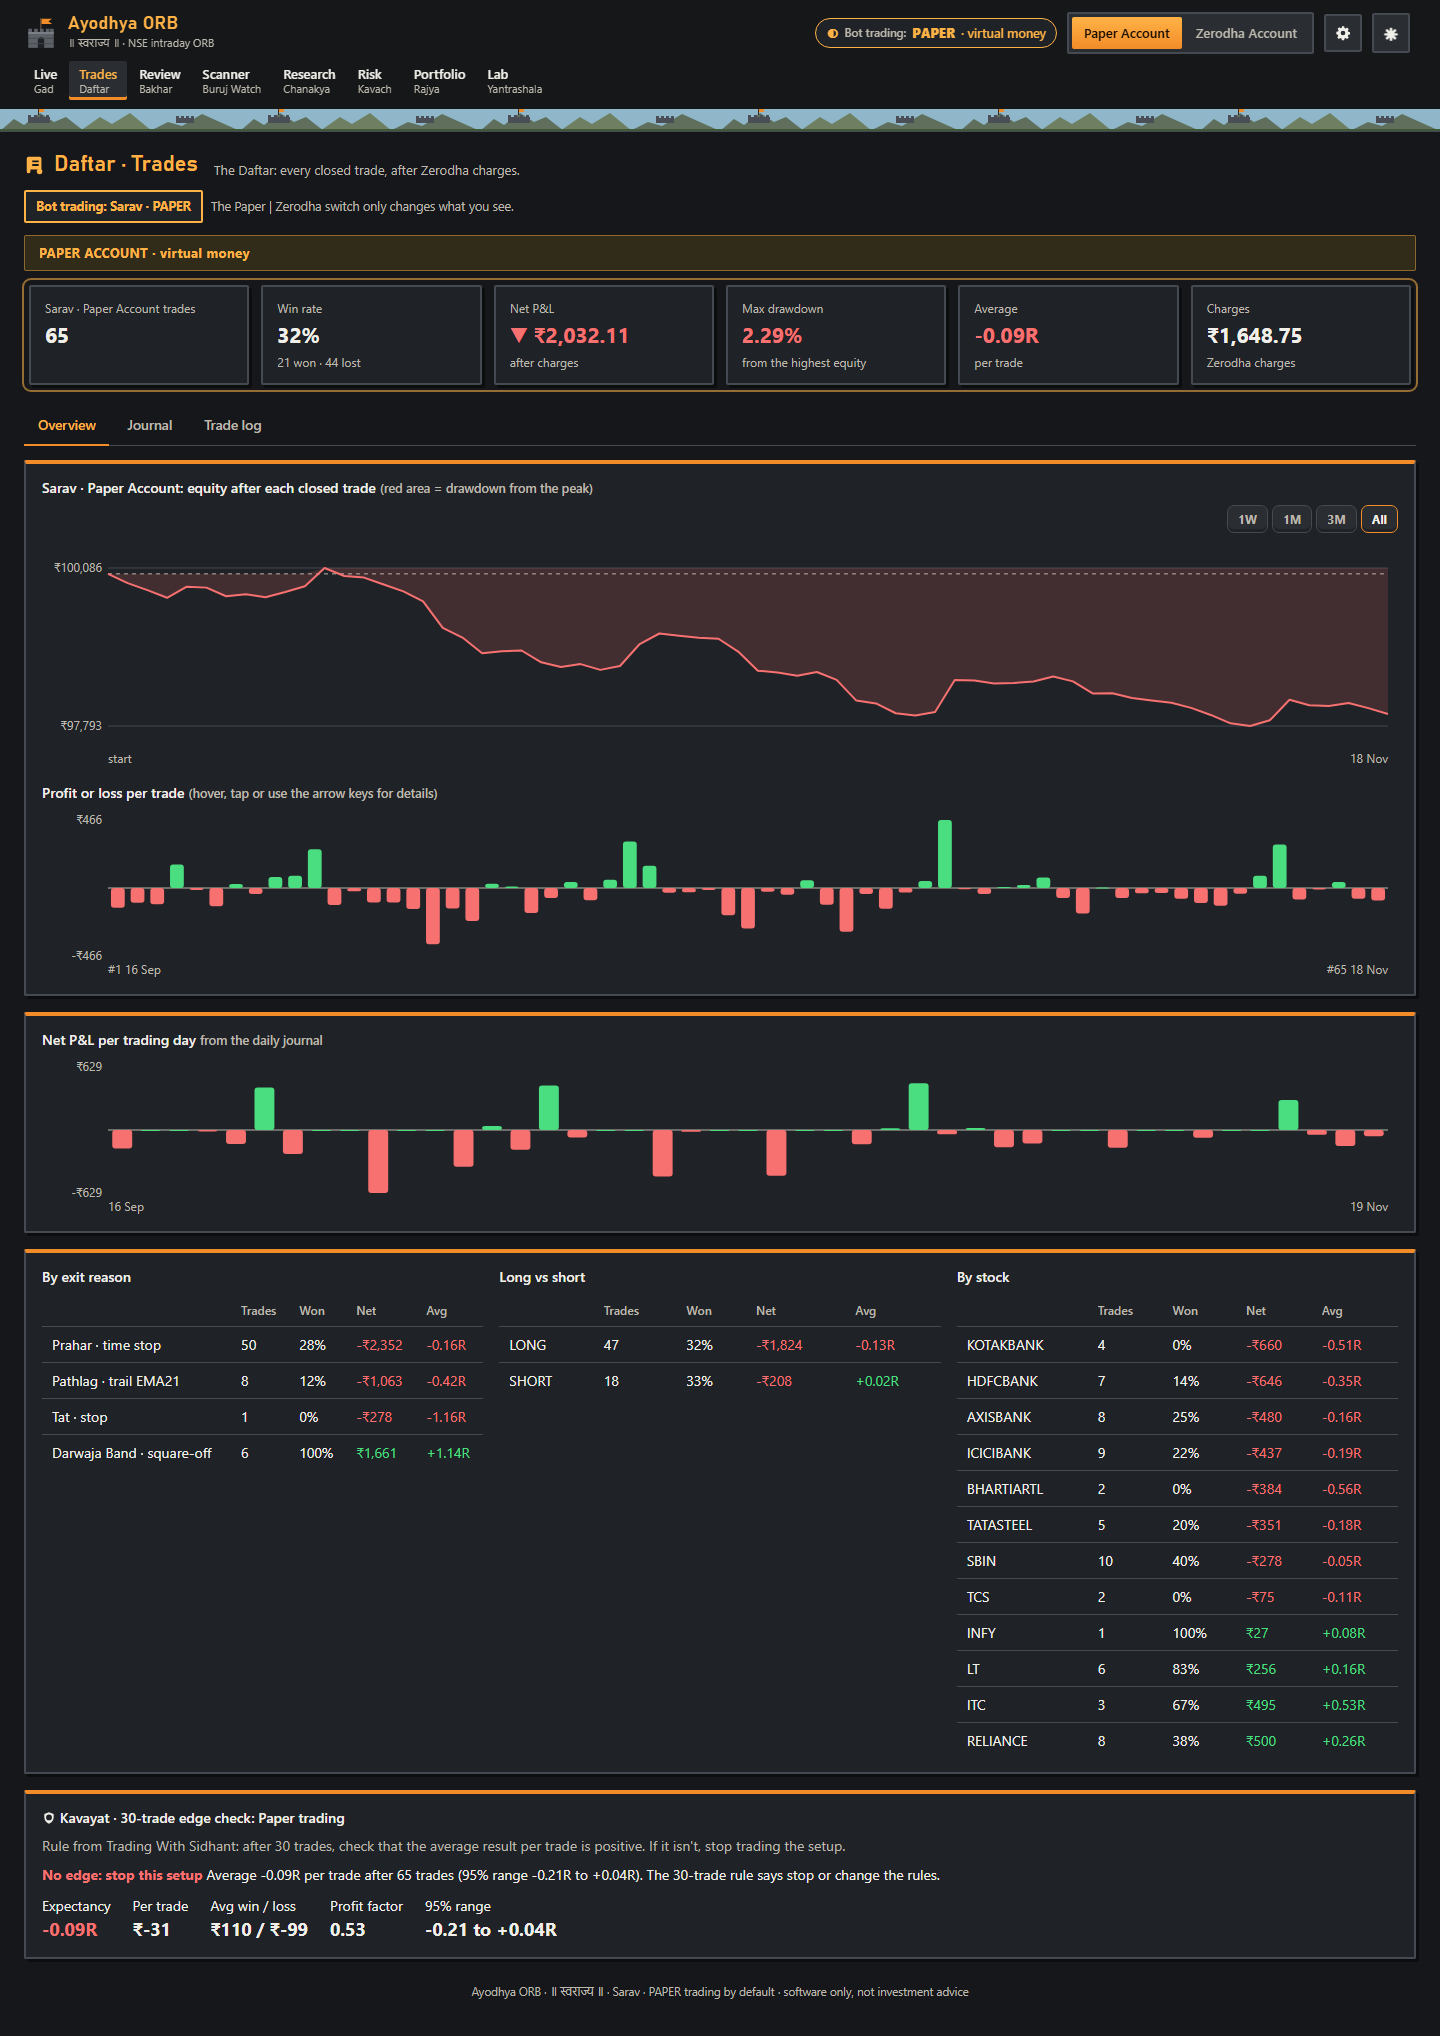 Ayodhya ORB
॥ स्वराज्य ॥ · NSE intraday ORB
Bot trading: PAPER · virtual money
Paper Account
Zerodha Account
Live
Gad
Trades
Daftar
Review
Bakhar
Scanner
Buruj Watch
Research
Chanakya
Risk
Kavach
Portfolio
Rajya
Lab
Yantrashala
Daftar · Trades
The Daftar: every closed trade, after Zerodha charges.
Bot trading: Sarav · PAPER
The Paper | Zerodha switch only changes what you see.
PAPER ACCOUNT · virtual money
Sarav · Paper Account trades
65
Win rate
32%
21 won · 44 lost
Net P&L
▼ ₹2,032.11
after charges
Max drawdown
2.29%
from the highest equity
Average
-0.09R
per trade
Charges
₹1,648.75
Zerodha charges
Overview
Journal
Trade log
Sarav · Paper Account: equity after each closed trade (red area = drawdown from the peak)
1W
1M
3M
All
₹100,086
₹97,793
start
18 Nov
Profit or loss per trade (hover, tap or use the arrow keys for details)
₹466
-₹466
#1 16 Sep
#65 18 Nov
Net P&L per trading day from the daily journal
₹629
-₹629
16 Sep
19 Nov
By exit reason
Trades Won Net Avg
Prahar · time stop 50 28% -₹2,352 -0.16R
Pathlag · trail EMA21 8 12% -₹1,063 -0.42R
Tat · stop 1 0% -₹278 -1.16R
Darwaja Band · square-off 6 100% ₹1,661 +1.14R
Long vs short
Trades Won Net Avg
LONG 47 32% -₹1,824 -0.13R
SHORT 18 33% -₹208 +0.02R
By stock
Trades Won Net Avg
KOTAKBANK 4 0% -₹660 -0.51R
HDFCBANK 7 14% -₹646 -0.35R
AXISBANK 8 25% -₹480 -0.16R
ICICIBANK 9 22% -₹437 -0.19R
BHARTIARTL 2 0% -₹384 -0.56R
TATASTEEL 5 20% -₹351 -0.18R
SBIN 10 40% -₹278 -0.05R
TCS 2 0% -₹75 -0.11R
INFY 1 100% ₹27 +0.08R
LT 6 83% ₹256 +0.16R
ITC 3 67% ₹495 +0.53R
RELIANCE 8 38% ₹500 +0.26R
Kavayat · 30-trade edge check: Paper trading
Rule from Trading With Sidhant: after 30 trades, check that the average result per trade is positive. If it isn't, stop trading the setup.
No edge: stop this setup Average -0.09R per trade after 65 trades (95% range -0.21R to +0.04R). The 30-trade rule says stop or change the rules.
Expectancy
-0.09R
Per trade
₹-31
Avg win / loss
₹110 / ₹-99
Profit factor
0.53
95% range
-0.21 to +0.04R
Ayodhya ORB · ॥ स्वराज्य ॥ · Sarav · PAPER trading by default · software only, not investment advice